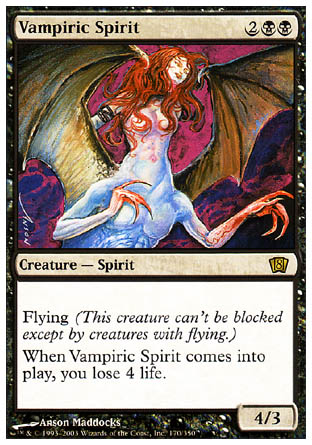 Vampiric Spirit 2
Creature — Spirit 8
Flying (This creature can't be blocked
except by creatures with flying.)
When Vampiric Spirit comes into
play, you lose 4 life.
Anson Maddocks
™ & © 1993–2003 Wizards of the Coast, Inc. 170/350
4/3